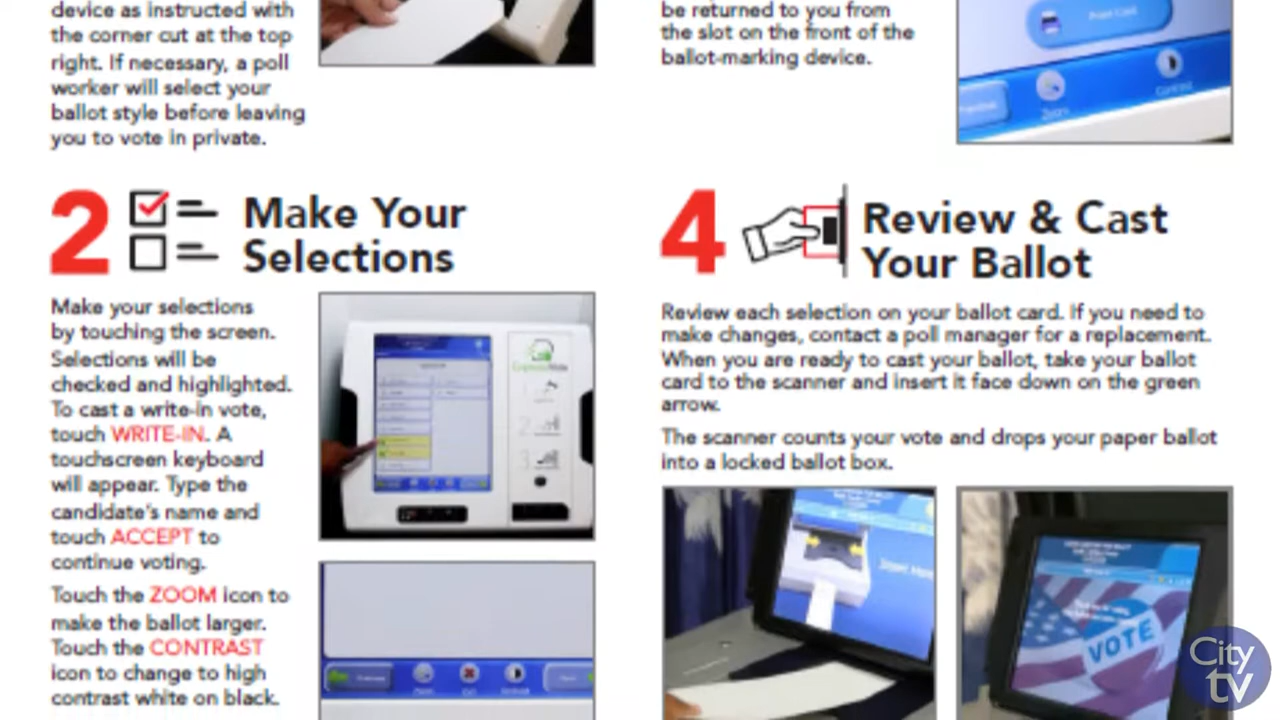 device as instructed with
the corner cut at the top
right. If necessary, a poll
worker will select your
ballot style before leaving
you to vote in private.
2
Make Your
Selections
Make your selections
by touching the screen.
Selections will be
checked and highlighted.
To cast a write-in vote,
touch WRITE-IN. A
touchscreen keyboard
will appear. Type the
candidate's name and
touch ACCEPT to
continue voting.
Touch the ZOOM icon to
make the ballot larger.
Touch the CONTRAST
icon to change to high
contrast white on black.
1
2
3
be returned to you from
the slot on the front of the
ballot-marking device.
Print Card
Zoom
Contrast
4
Review & Cast
Your Ballot
Review each selection on your ballot card. If you need to
make changes, contact a poll manager for a replacement.
When you are ready to cast your ballot, take your ballot
card to the scanner and insert it face down on the green
arrow.
The scanner counts your vote and drops your paper ballot
into a locked ballot box.
VOTE
City
tv